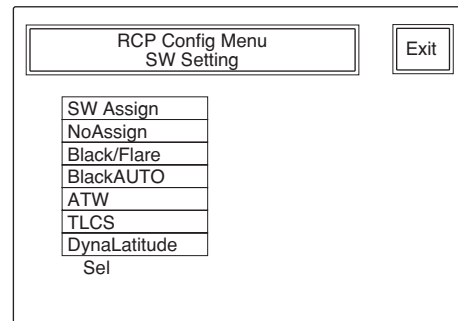 RCP Config Menu
SW Setting
Exit
SW Assign
NoAssign
Black/Flare
BlackAUTO
ATW
TLCS
DynaLatitude
Sel